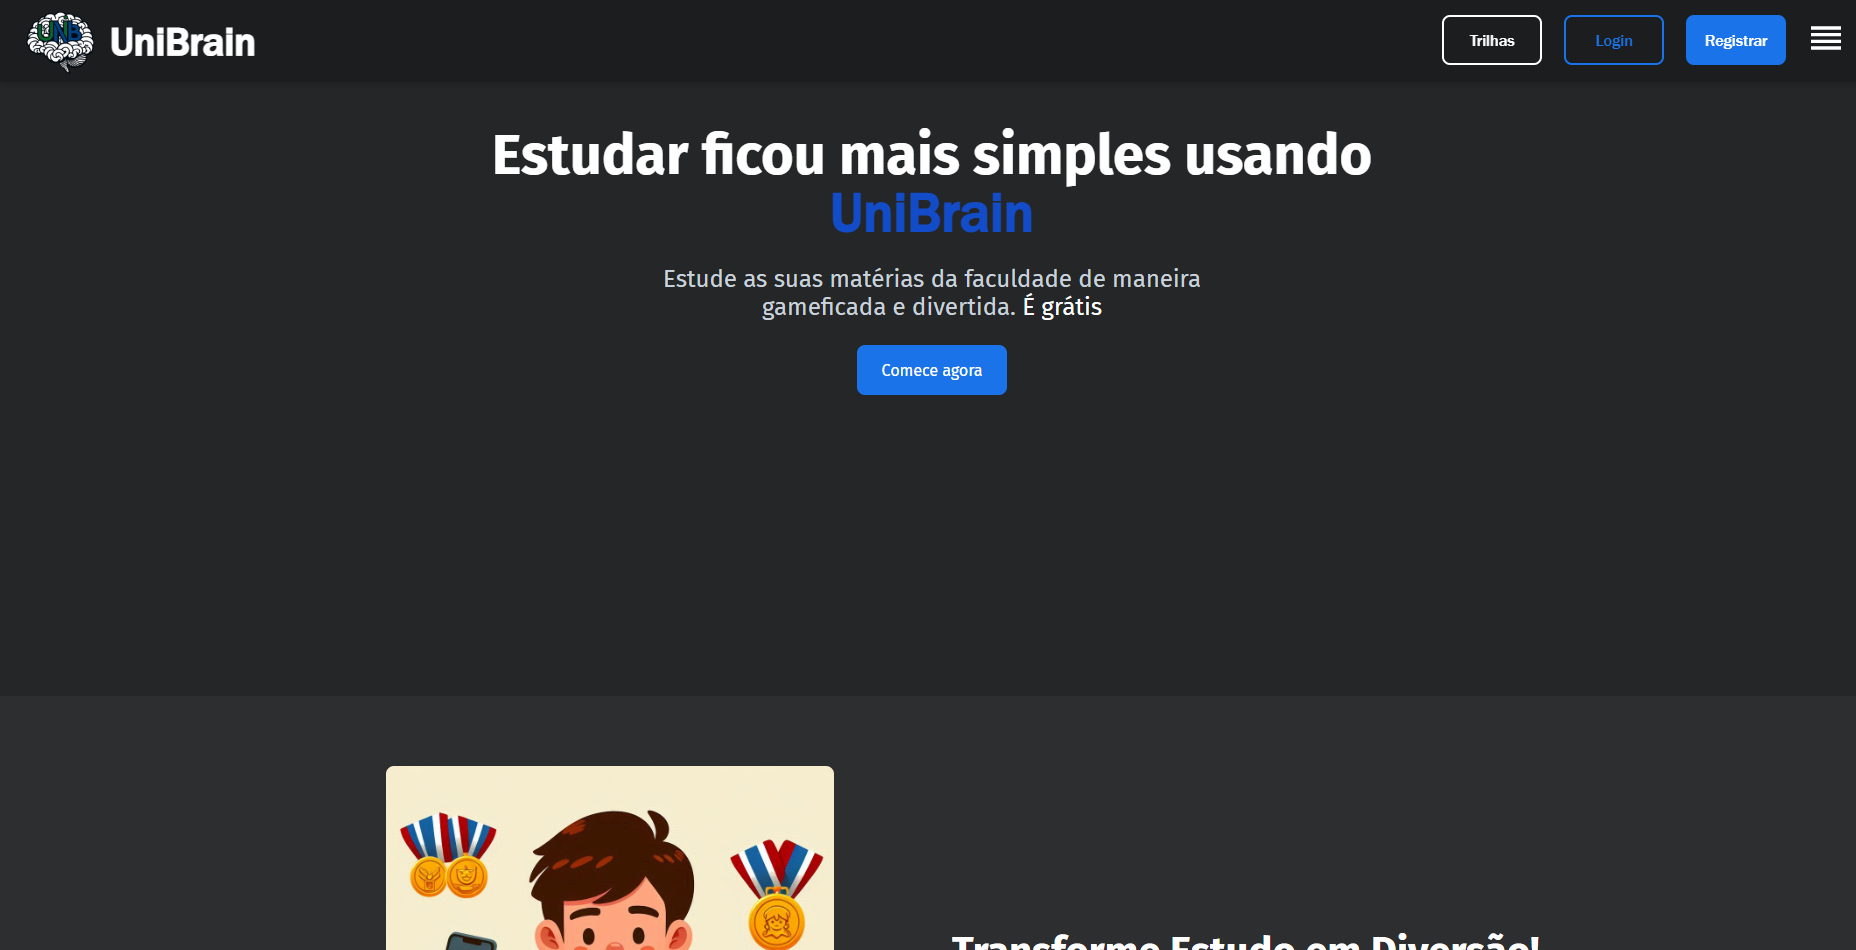 UNB
UniBrain
Trilhas
Login
Registrar
Estudar ficou mais simples usando
UniBrain
Estude as suas matérias da faculdade de maneira
gameficada e divertida. É grátis
Comece agora
Transforme Estudo em Diversão!